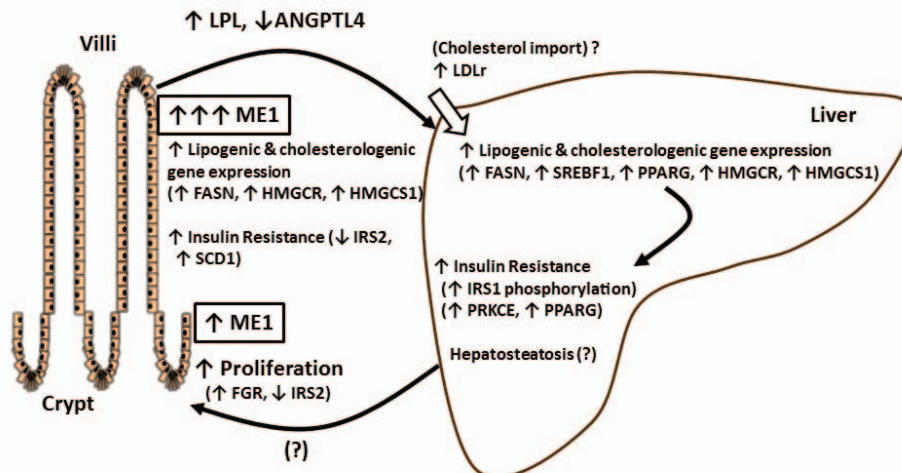 ↑ LPL, ↓ANGPTL4
Villi
(Cholesterol import) ?
↑ LDLr
Liver
↑↑↑ ME1
↑ Lipogenic & cholesterologenic
gene expression
(↑ FASN, ↑ HMGCR, ↑ HMGCS1)
↑ Lipogenic & cholesterologenic gene expression
(↑ FASN, ↑ SREBF1, ↑ PPARG, ↑ HMGCR, ↑ HMGCS1)
↑ Insulin Resistance (↓ IRS2,
↑ SCD1)
↑ Insulin Resistance
(↑ IRS1 phosphorylation)
(↑ PRKCE, ↑ PPARG)
↑ ME1
Hepatosteatosis (?)
↑ Proliferation
(↑ FGR, ↓ IRS2)
Crypt
(?)